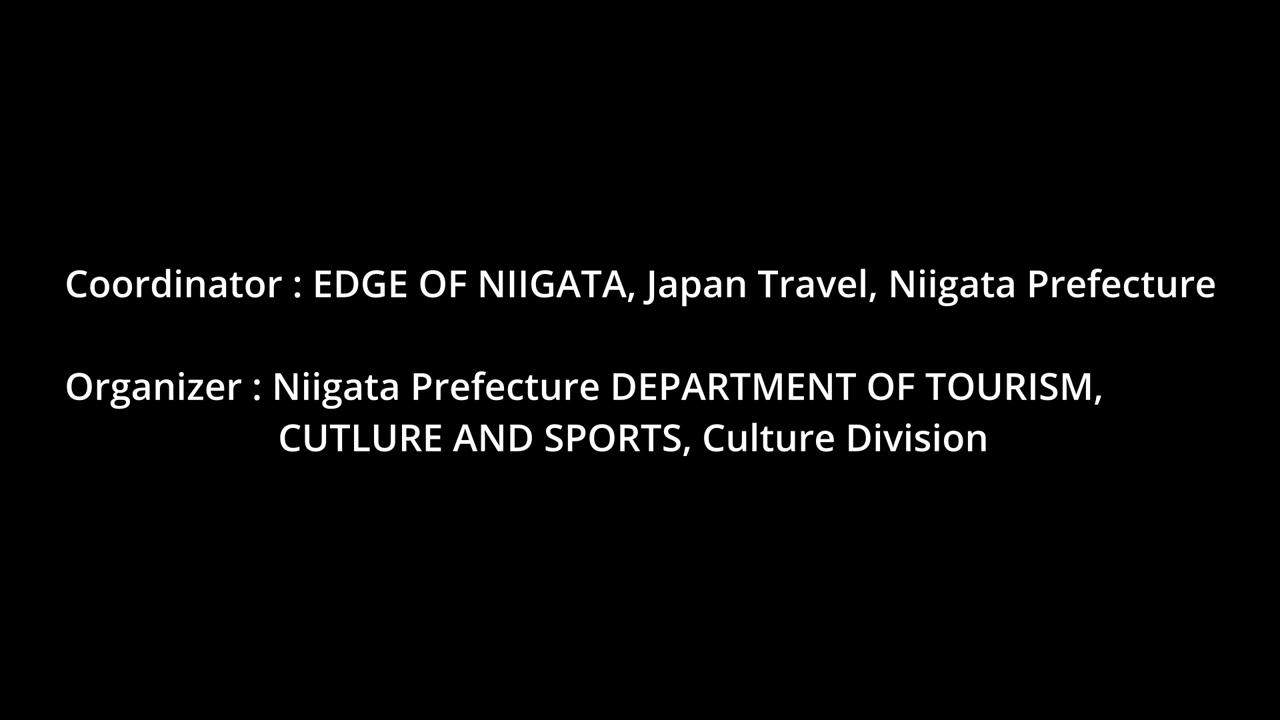 Coordinator : EDGE OF NIIGATA, Japan Travel, Niigata Prefecture
Organizer : Niigata Prefecture DEPARTMENT OF TOURISM,
CUTLURE AND SPORTS, Culture Division